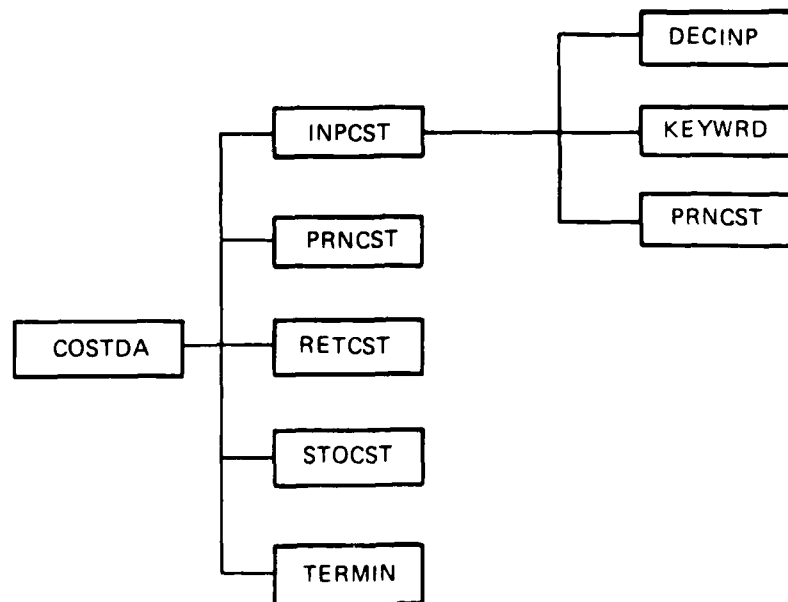 DECINP
INPCST
KEYWRD
PRNCST
PRNCST
COSTDA
RETCST
STOCST
TERMIN